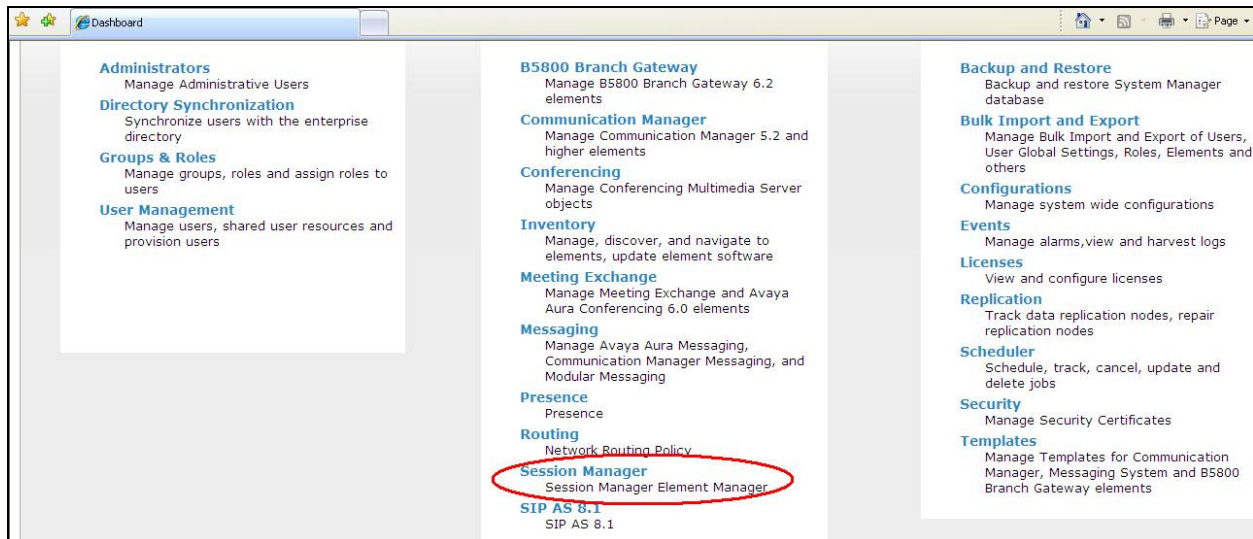 Dashboard
Page
Administrators
Manage Administrative Users
Directory Synchronization
Synchronize users with the enterprise
directory
Groups & Roles
Manage groups, roles and assign roles to
users
User Management
Manage users, shared user resources and
provision users
B5800 Branch Gateway
Manage B5800 Branch Gateway 6.2
elements
Communication Manager
Manage Communication Manager 5.2 and
higher elements
Conferencing
Manage Conferencing Multimedia Server
objects
Inventory
Manage, discover, and navigate to
elements, update element software
Meeting Exchange
Manage Meeting Exchange and Avaya
Aura Conferencing 6.0 elements
Messaging
Manage Avaya Aura Messaging,
Communication Manager Messaging, and
Modular Messaging
Presence
Presence
Routing
Network Routing Policy
Session Manager
Session Manager Element Manager
SIP AS 8.1
SIP AS 8.1
Backup and Restore
Backup and restore System Manager
database
Bulk Import and Export
Manage Bulk Import and Export of Users,
User Global Settings, Roles, Elements and
others
Configurations
Manage system wide configurations
Events
Manage alarms,view and harvest logs
Licenses
View and configure licenses
Replication
Track data replication nodes, repair
replication nodes
Scheduler
Schedule, track, cancel, update and
delete jobs
Security
Manage Security Certificates
Templates
Manage Templates for Communication
Manager, Messaging System and B5800
Branch Gateway elements